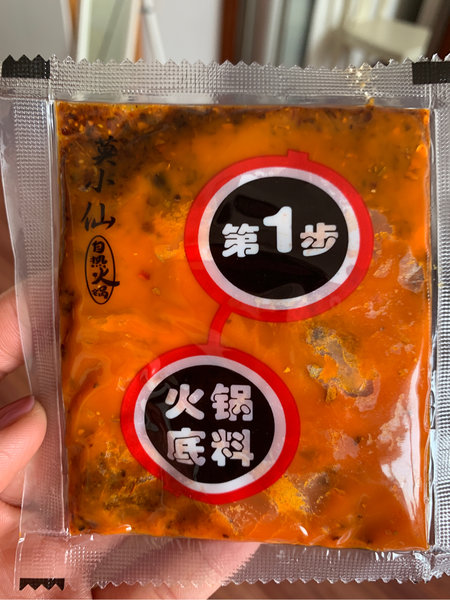 莫小仙
自热火锅
第1步
火锅
底料